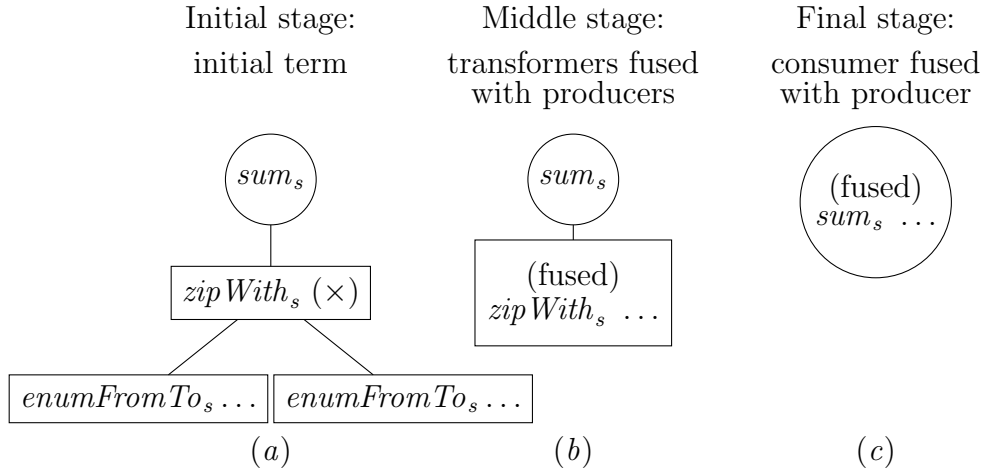 Initial stage:
initial term
sum_s
zipWith_s (×)
enumFromTo_s ...
enumFromTo_s ...
(a)
Middle stage:
transformers fused
with producers
sum_s
(fused)
zipWith_s ...
(b)
Final stage:
consumer fused
with producer
(fused)
sum_s ...
(c)